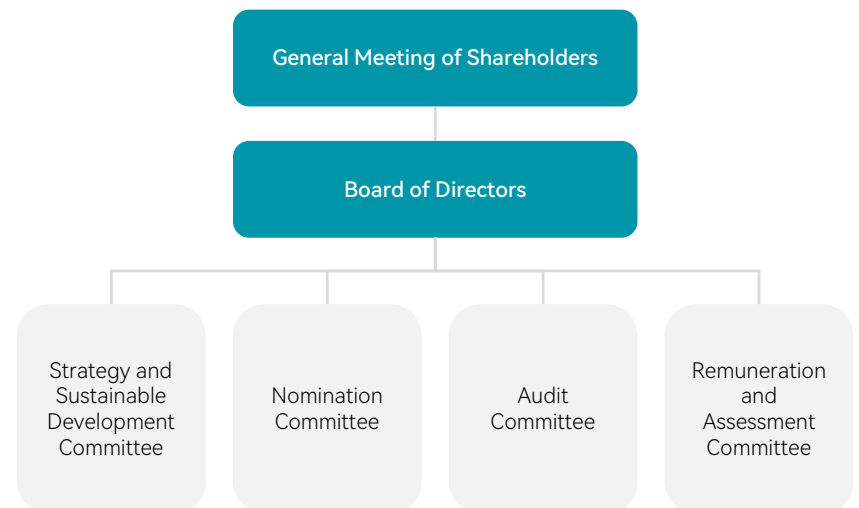 General Meeting of Shareholders
Board of Directors
Strategy and
Sustainable
Development
Committee
Nomination
Committee
Audit
Committee
Remuneration
and
Assessment
Committee